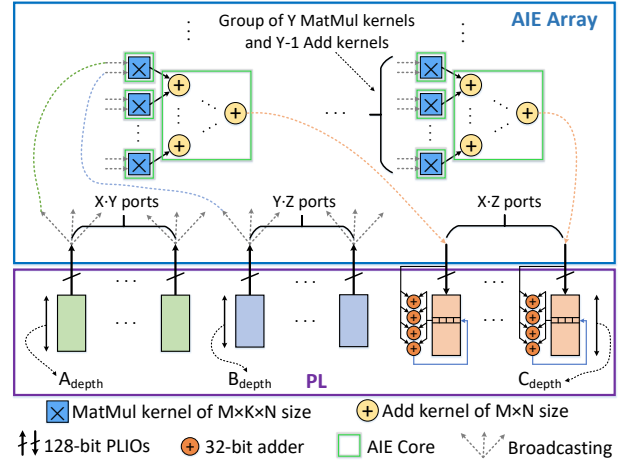 Group of Y MatMul kernels
and Y-1 Add kernels
AIE Array
X·Y ports
Y·Z ports
X·Z ports
A_depth
B_depth
PL
C_depth
MatMul kernel of M×K×N size
Add kernel of M×N size
128-bit PLIOs
32-bit adder
AIE Core
Broadcasting